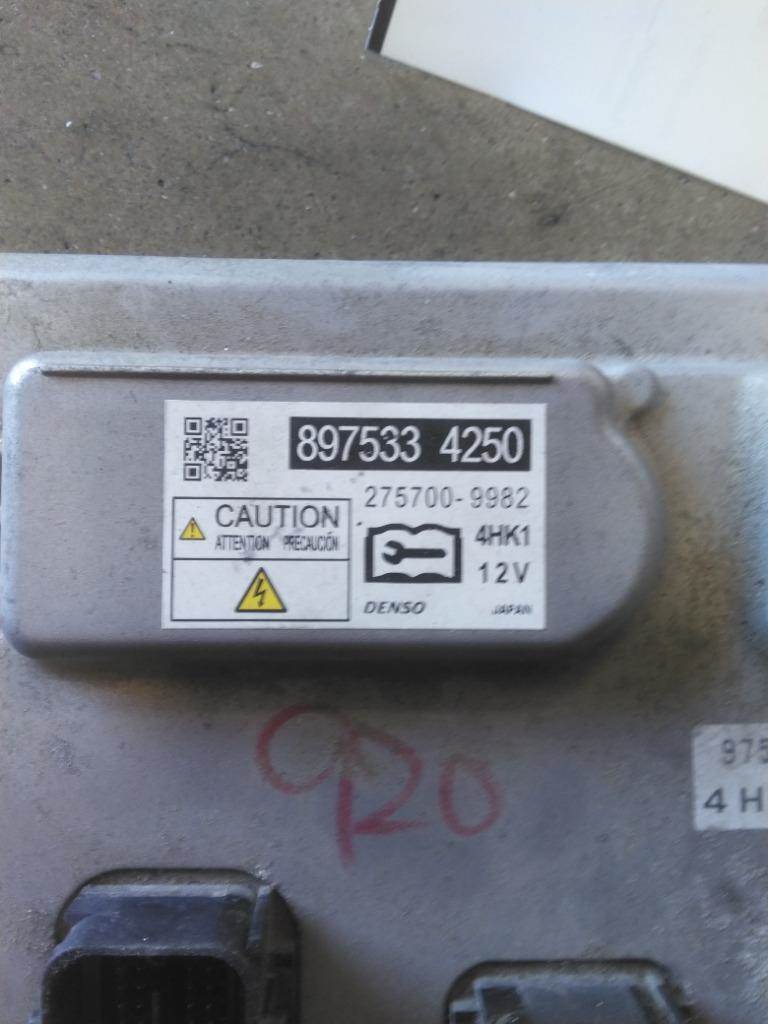 897533 4250
275700-9982
CAUTION
ATTENTION PRECAUCIÓN
4HK1
12V
DENSO JAPAN
975
4 H